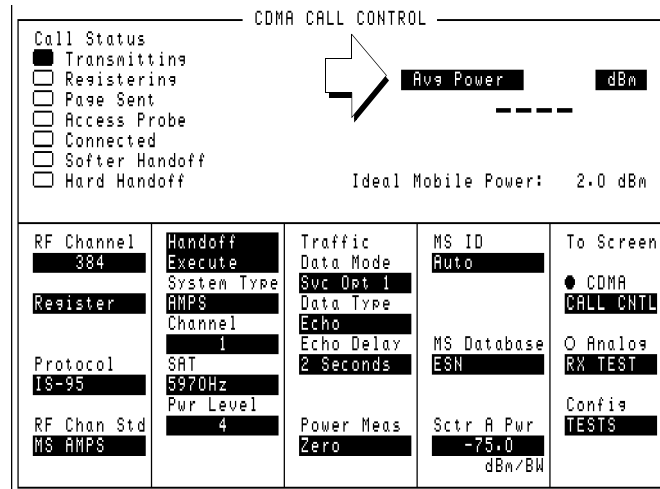 CDMA CALL CONTROL
Call Status
Transmitting
Registering
Page Sent
Access Probe
Connected
Softer Handoff
Hard Handoff
Avg Power dBm
----
Ideal Mobile Power: 2.0 dBm
RF Channel
384
Register
Protocol
IS-95
RF Chan Std
MS AMPS
Handoff
Execute
System Type
AMPS
Channel
1
SAT
5970Hz
Pwr Level
4
Traffic
Data Mode
Svc Opt 1
Data Type
Echo
Echo Delay
2 Seconds
Power Meas
Zero
MS ID
Auto
MS Database
ESN
Sctr A Pwr
-75.0
dBm/BW
To Screen
CDMA
CALL CNTL
Analog
RX TEST
Config
TESTS